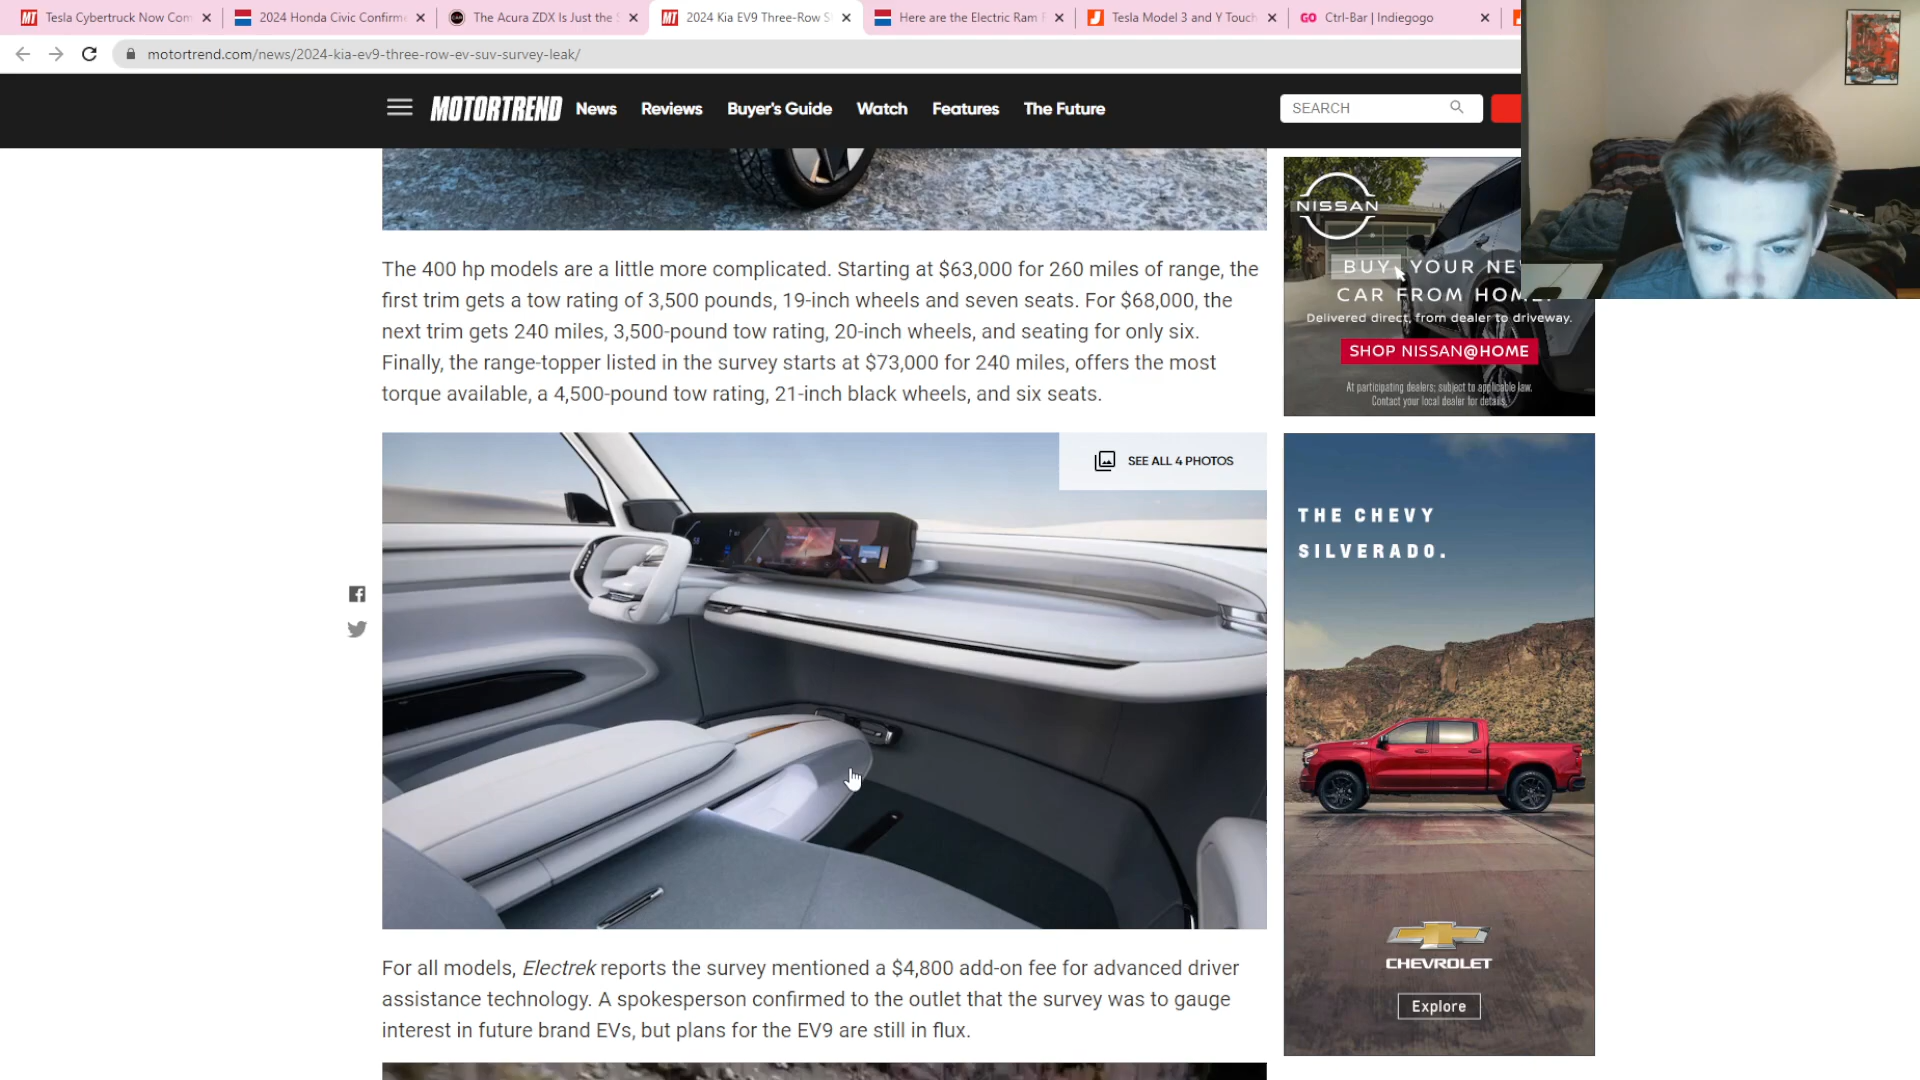 Tesla Cybertruck Now Com
2024 Honda Civic Confirm
The Acura ZDX Is Just the
2024 Kia EV9 Three-Row S
Here are the Electric Ram
Tesla Model 3 and Y Touch
GO Ctrl-Bar | Indiegogo
motortrend.com/news/2024-kia-ev9-three-row-ev-suv-survey-leak/
MOTORTREND News Reviews Buyer's Guide Watch Features The Future
SEARCH
The 400 hp models are a little more complicated. Starting at $63,000 for 260 miles of range, the
first trim gets a tow rating of 3,500 pounds, 19-inch wheels and seven seats. For $68,000, the
next trim gets 240 miles, 3,500-pound tow rating, 20-inch wheels, and seating for only six.
Finally, the range-topper listed in the survey starts at $73,000 for 240 miles, offers the most
torque available, a 4,500-pound tow rating, 21-inch black wheels, and six seats.
SEE ALL 4 PHOTOS
For all models, Electrek reports the survey mentioned a $4,800 add-on fee for advanced driver
assistance technology. A spokesperson confirmed to the outlet that the survey was to gauge
interest in future brand EVs, but plans for the EV9 are still in flux.
NISSAN
BUY YOUR NE
CAR FROM HOME.
Delivered direct, from dealer to driveway.
SHOP NISSAN@HOME
At participating dealers; subject to applicable law.
Contact your local dealer for details.
THE CHEVY
SILVERADO.
CHEVROLET
Explore